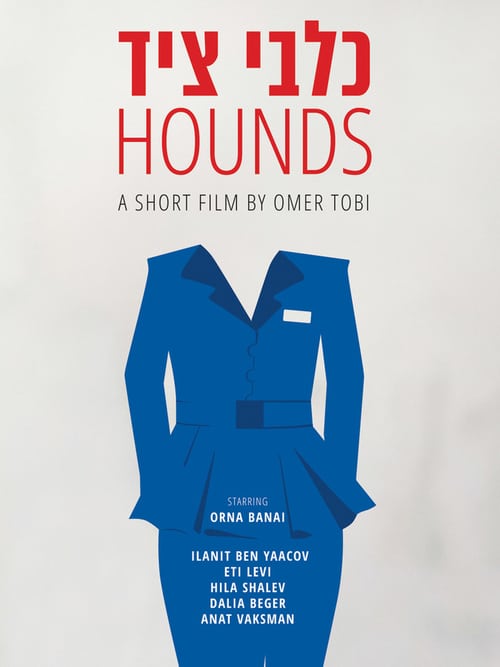 כלבי ציד
HOUNDS
A SHORT FILM BY OMER TOBI
STARRING
ORNA BANAI
ILANIT BEN YAACOV
ETI LEVI
HILA SHALEV
DALIA BEGER
ANAT VAKSMAN